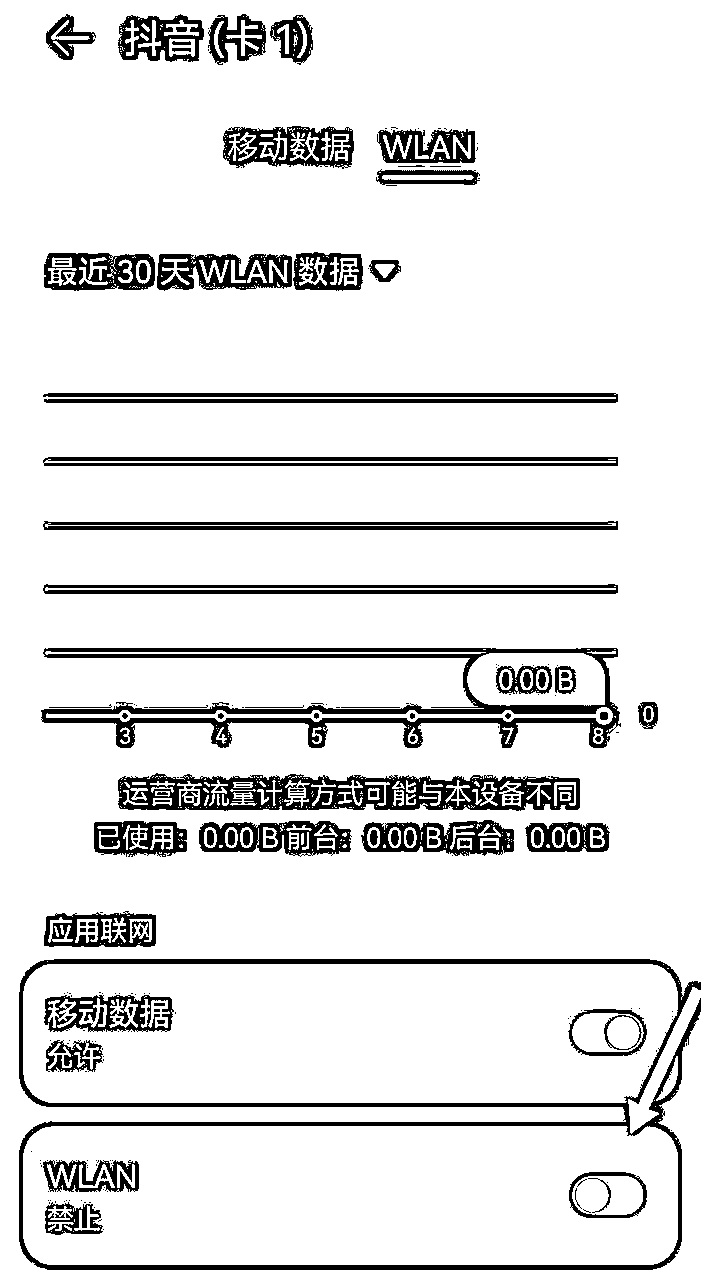 抖音 (卡 1)
移动数据 WLAN
最近 30 天 WLAN 数据
0.00 B
0
3 4 5 6 7 8
运营商流量计算方式可能与本设备不同
已使用: 0.00 B 前台: 0.00 B 后台: 0.00 B
应用联网
移动数据
允许
WLAN
禁止